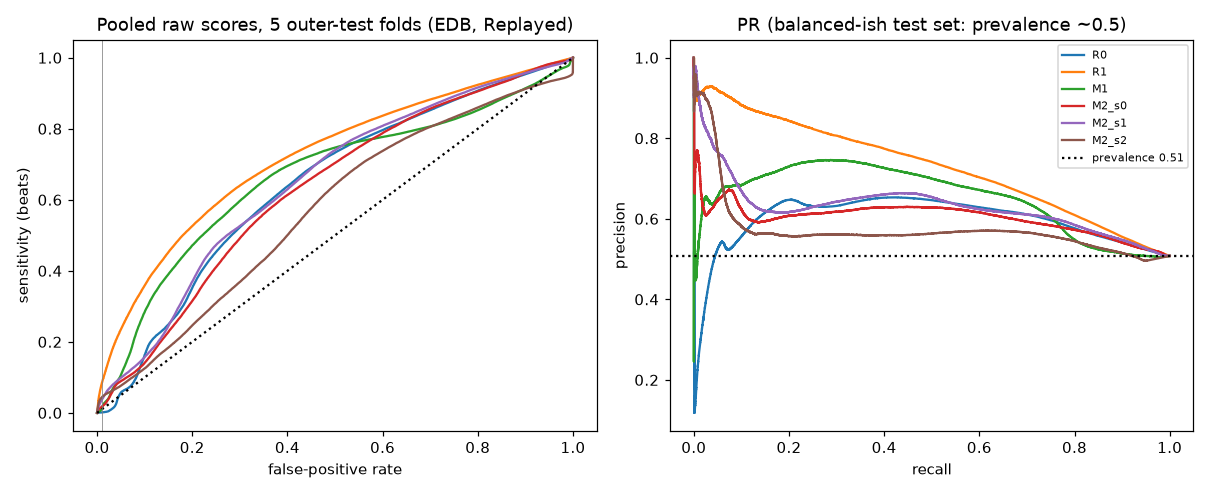 Pooled raw scores, 5 outer-test folds (EDB, Replayed)
sensitivity (beats)
1.0
0.8
0.6
0.4
0.2
0.0
0.0 0.2 0.4 0.6 0.8 1.0
false-positive rate
PR (balanced-ish test set: prevalence ~0.5)
precision
1.0
0.8
0.6
0.4
0.2
R0
R1
M1
M2_s0
M2_s1
M2_s2
prevalence 0.51
0.0 0.2 0.4 0.6 0.8 1.0
recall